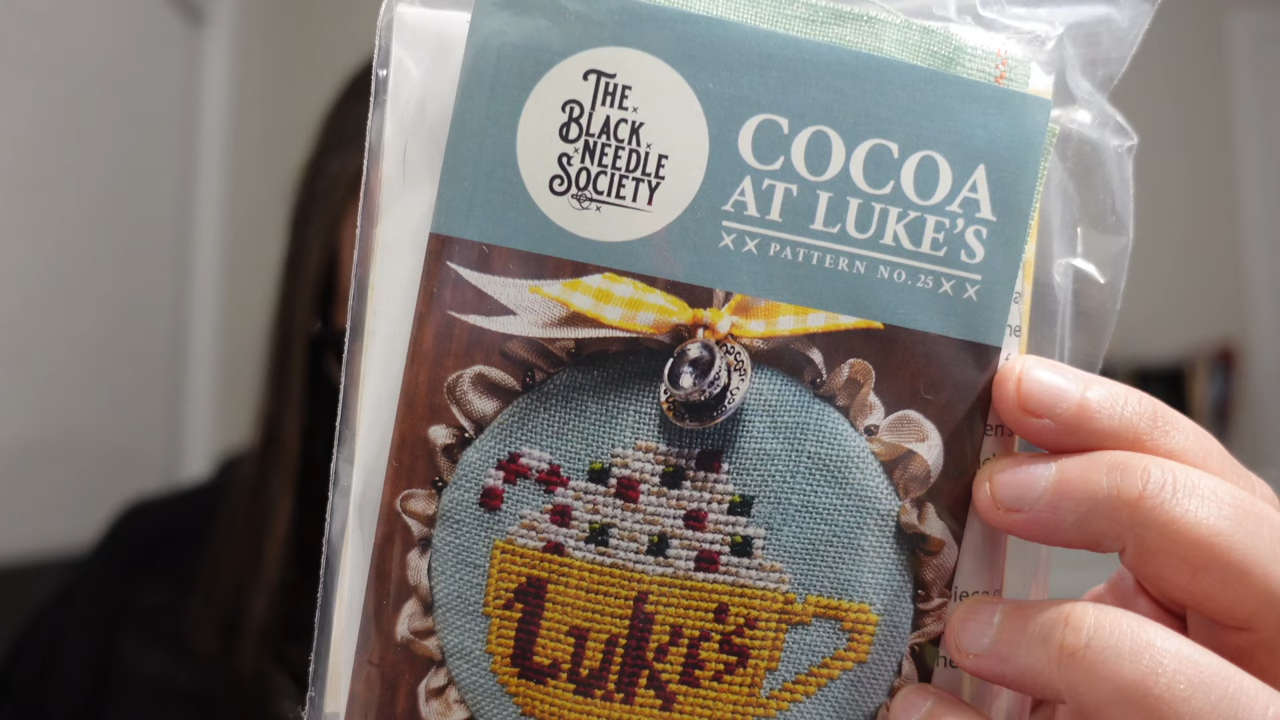 THE
BLACK
NEEDLE
SOCIETY
COCOA
AT LUKE'S
PATTERN NO. 25
Luke's